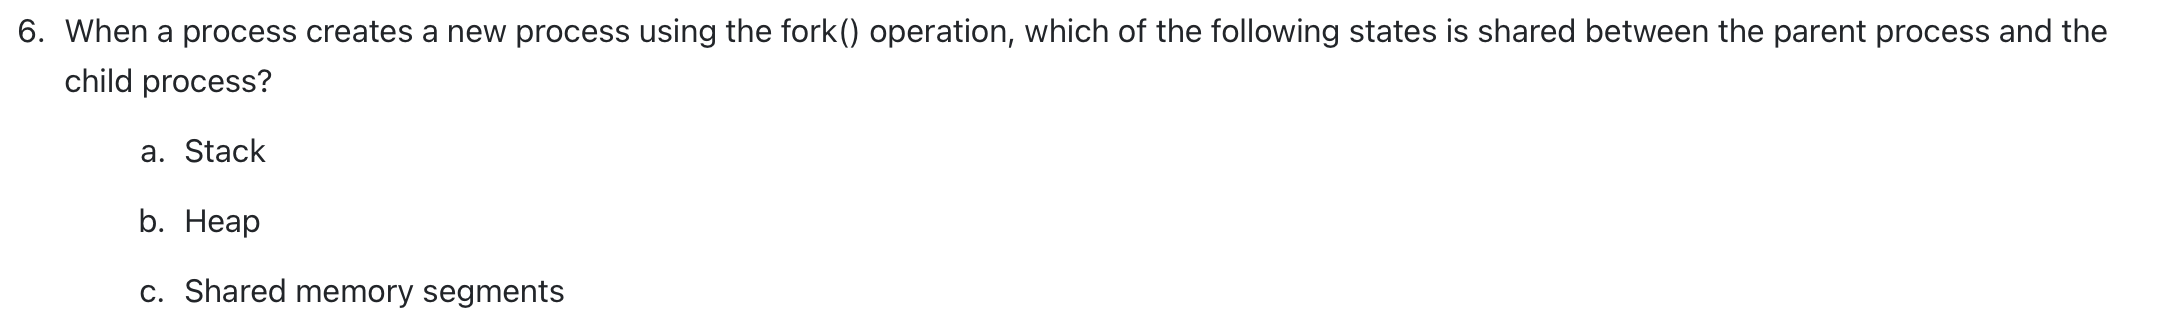 6. When a process creates a new process using the fork() operation, which of the following states is shared between the parent process and the
child process?
a. Stack
b. Heap
c. Shared memory segments